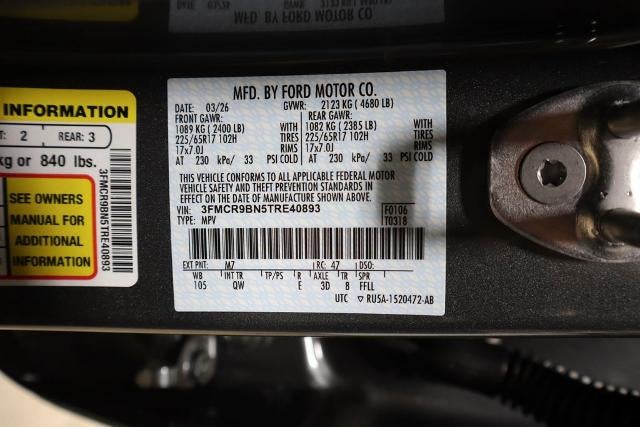 INFORMATION
T: 2 REAR: 3
kg or 840 lbs.
SEE OWNERS
MANUAL FOR
ADDITIONAL
INFORMATION
3FMCR9BN5TRE40893
MFD. BY FORD MOTOR CO.
DATE: 03/26 GVWR: 2123 KG (4680 LB)
FRONT GAWR: REAR GAWR:
1089 KG (2400 LB) WITH 1082 KG (2385 LB) WITH
225/65R17 102H TIRES 225/65R17 102H TIRES
17x7.0J RIMS 17x7.0J RIMS
AT 230 kPa/ 33 PSI COLD AT 230 kPa/ 33 PSI COLD
THIS VEHICLE CONFORMS TO ALL APPLICABLE FEDERAL MOTOR
VEHICLE SAFETY AND THEFT PREVENTION STANDARDS IN
EFFECT ON THE DATE OF MANUFACTURE SHOWN ABOVE.
VIN: 3FMCR9BN5TRE40893 F0106
TYPE: MPV T0318
EXT PNT: M7 RC: 47 DSO:
WB INT TR TP/PS R AXLE TR SPR
105 QW E 3D 8 FFLL
UTC ▽ RU5A-1520472-AB